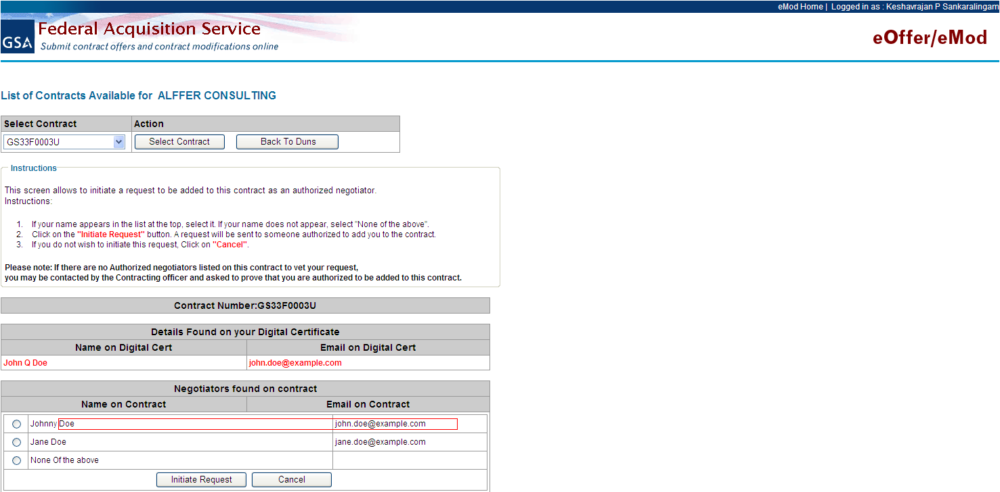 eMod Home | Logged in as : Keshavrajan P Sankaralingam
GSA
Federal Acquisition Service
Submit contract offers and contract modifications online
eOffer/eMod
List of Contracts Available for ALFFER CONSULTING
Select Contract Action
GS33F0003U Select Contract Back To Duns
Instructions
This screen allows to initiate a request to be added to this contract as an authorized negotiator.
Instructions:
1. If your name appears in the list at the top, select it. If your name does not appear, select "None of the above".
2. Click on the "Initiate Request" button. A request will be sent to someone authorized to add you to the contract.
3. If you do not wish to initiate this request, Click on "Cancel".
Please note: If there are no Authorized negotiators listed on this contract to vet your request,
you may be contacted by the Contracting officer and asked to prove that you are authorized to be added to this contract.
Contract Number:GS33F0003U
Details Found on your Digital Certificate
Name on Digital Cert Email on Digital Cert
John Q Doe john.doe@example.com
Negotiators found on contract
Name on Contract Email on Contract
Johnny Doe john.doe@example.com
Jane Doe jane.doe@example.com
None Of the above
Initiate Request Cancel